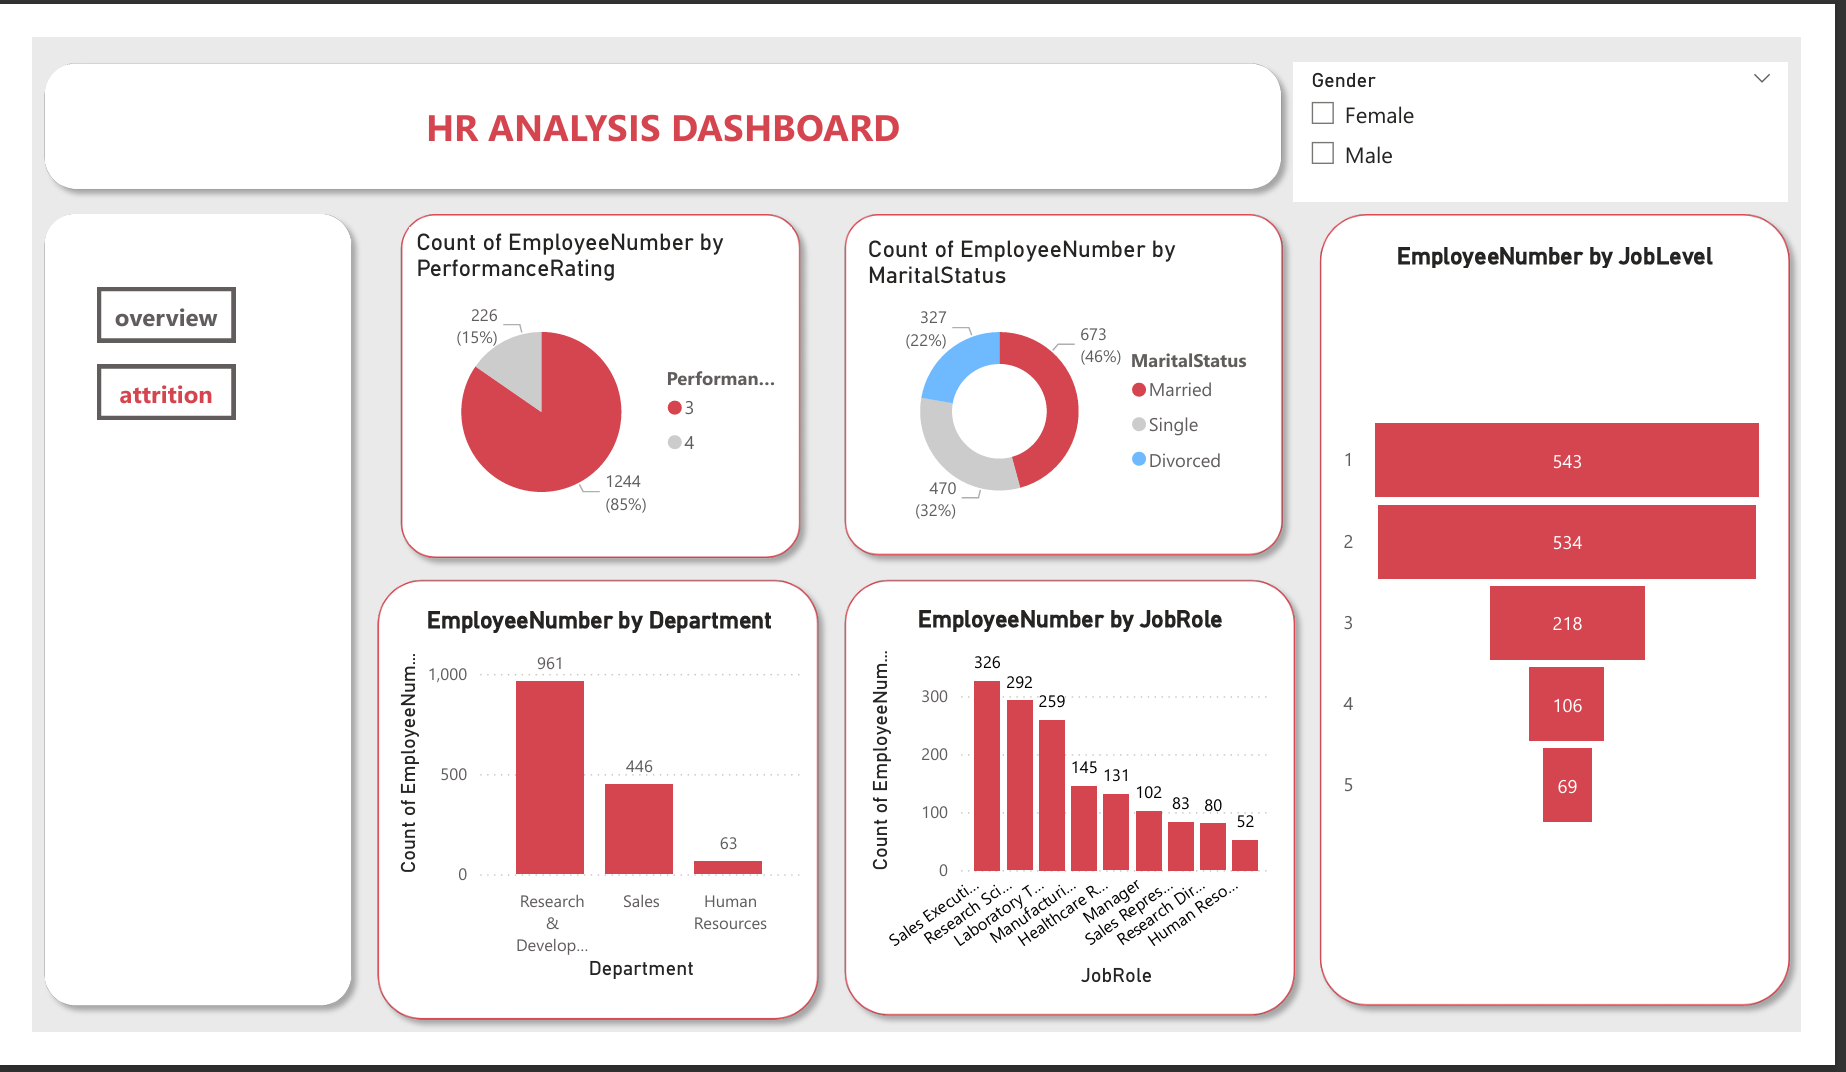 HR ANALYSIS DASHBOARD
Gender
Female
Male
overview
attrition
Count of EmployeeNumber by
PerformanceRating
226
(15%)
1244
(85%)
Performan...
3
4
Count of EmployeeNumber by
MaritalStatus
327
(22%)
673
(46%)
470
(32%)
MaritalStatus
Married
Single
Divorced
EmployeeNumber by JobLevel
1
543
2
534
3
218
4
106
5
69
EmployeeNumber by Department
Count of EmployeeNum...
1,000
500
0
961
446
63
Research
&
Develop...
Sales
Human
Resources
Department
EmployeeNumber by JobRole
Count of EmployeeNum...
300
200
100
0
326
292
259
145
131
102
83
80
52
Sales Executi...
Research Sci...
Laboratory T...
Manufacturi...
Healthcare R...
Manager
Sales Repres...
Research Dir...
Human Reso...
JobRole